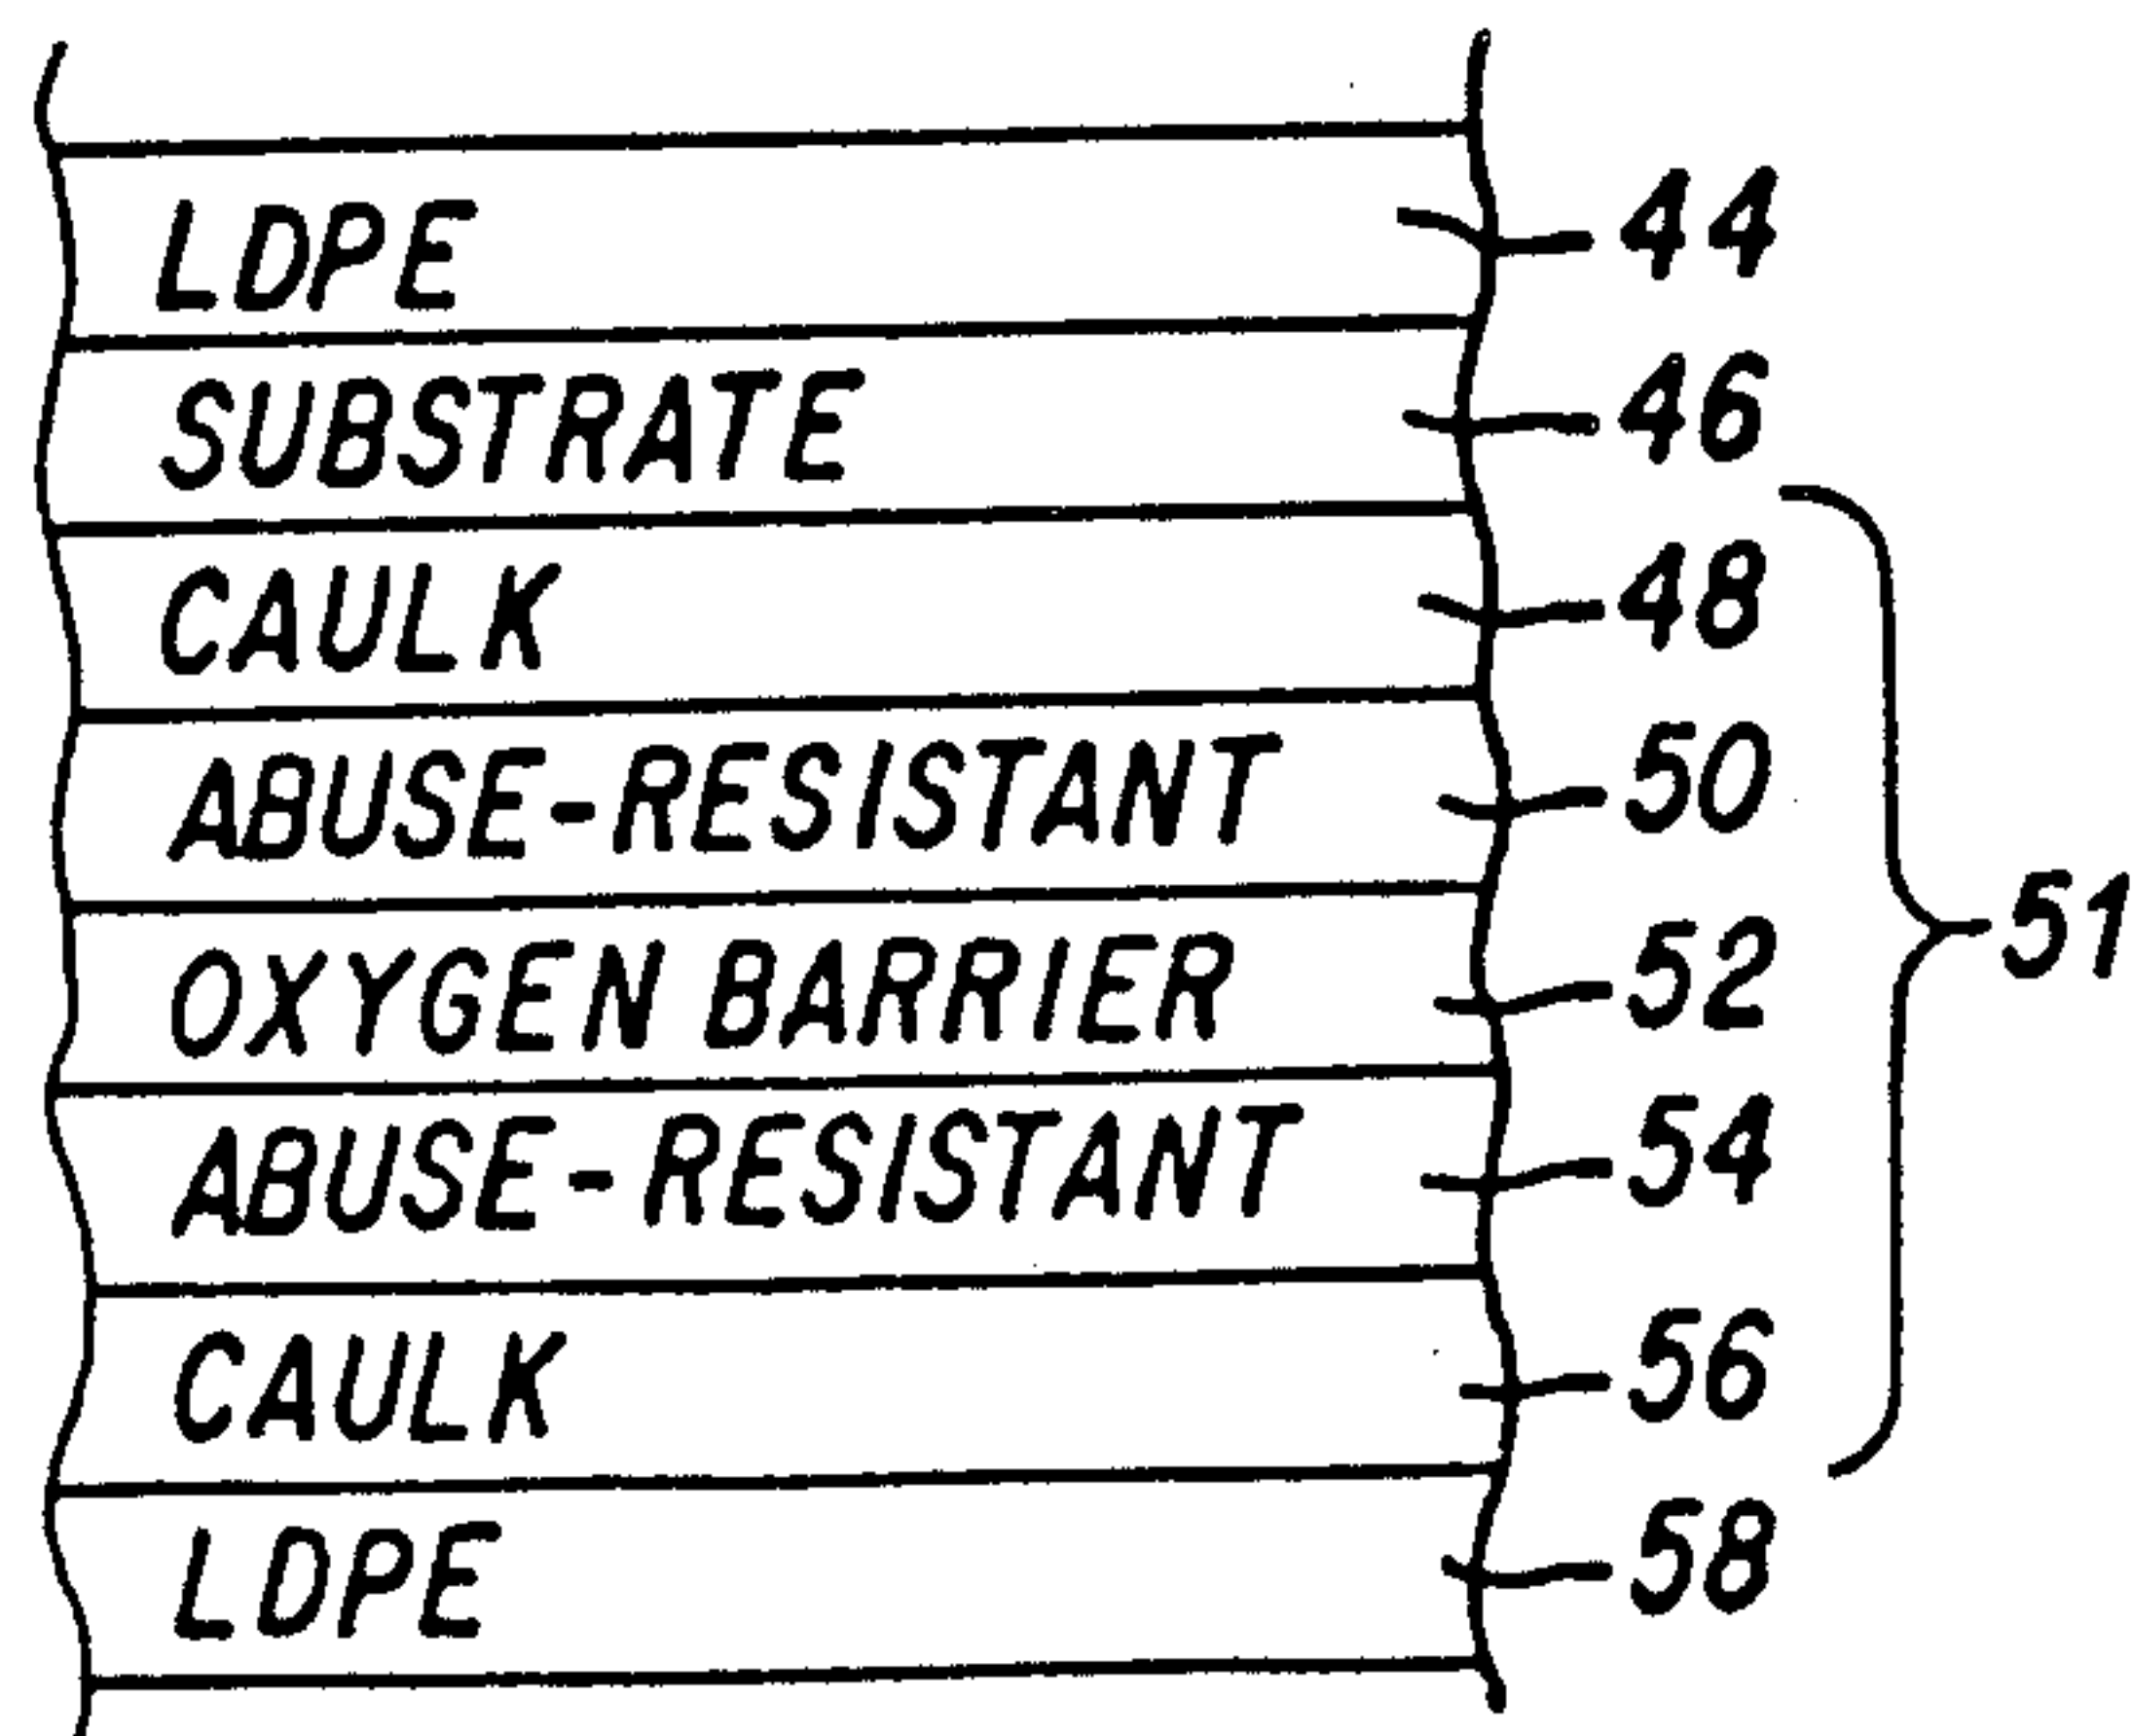 LDPE 44
SUBSTRATE 46
CAULK 48
ABUSE-RESISTANT 50
51
OXYGEN BARRIER 52
ABUSE-RESISTANT 54
CAULK 56
LDPE 58